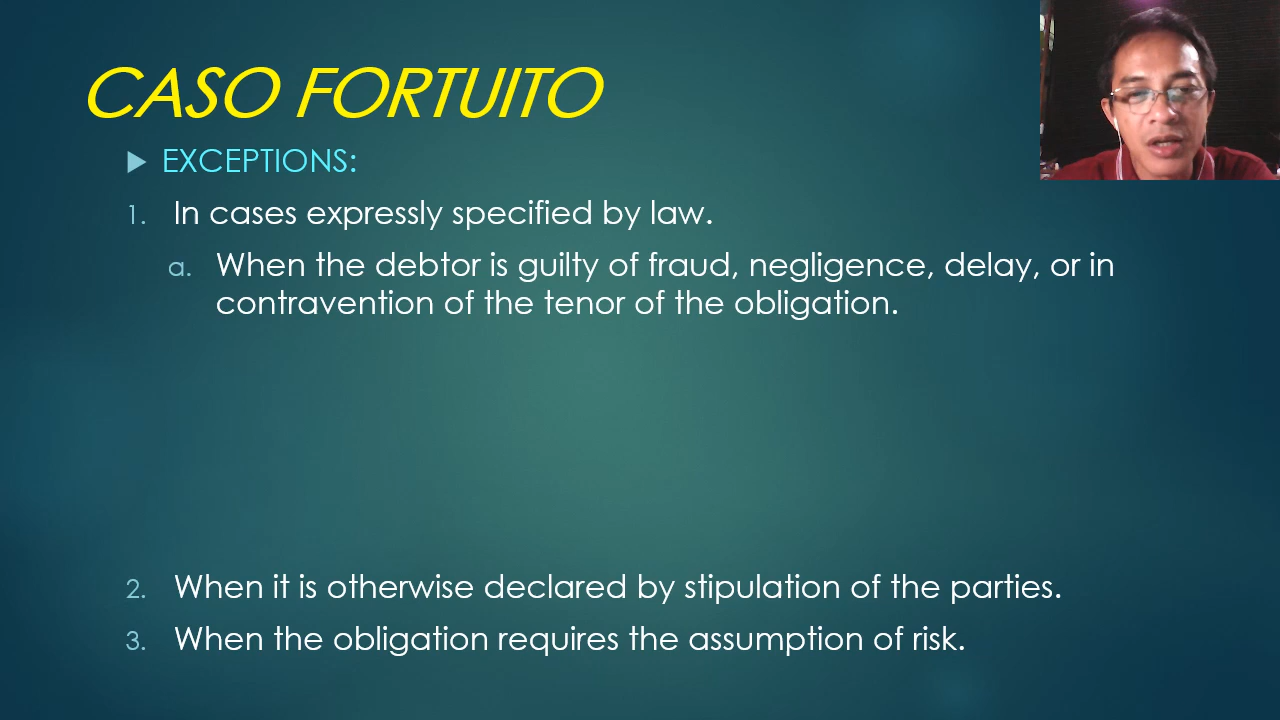 CASO FORTUITO
EXCEPTIONS:
1. In cases expressly specified by law.
a. When the debtor is guilty of fraud, negligence, delay, or in
contravention of the tenor of the obligation.
2. When it is otherwise declared by stipulation of the parties.
3. When the obligation requires the assumption of risk.